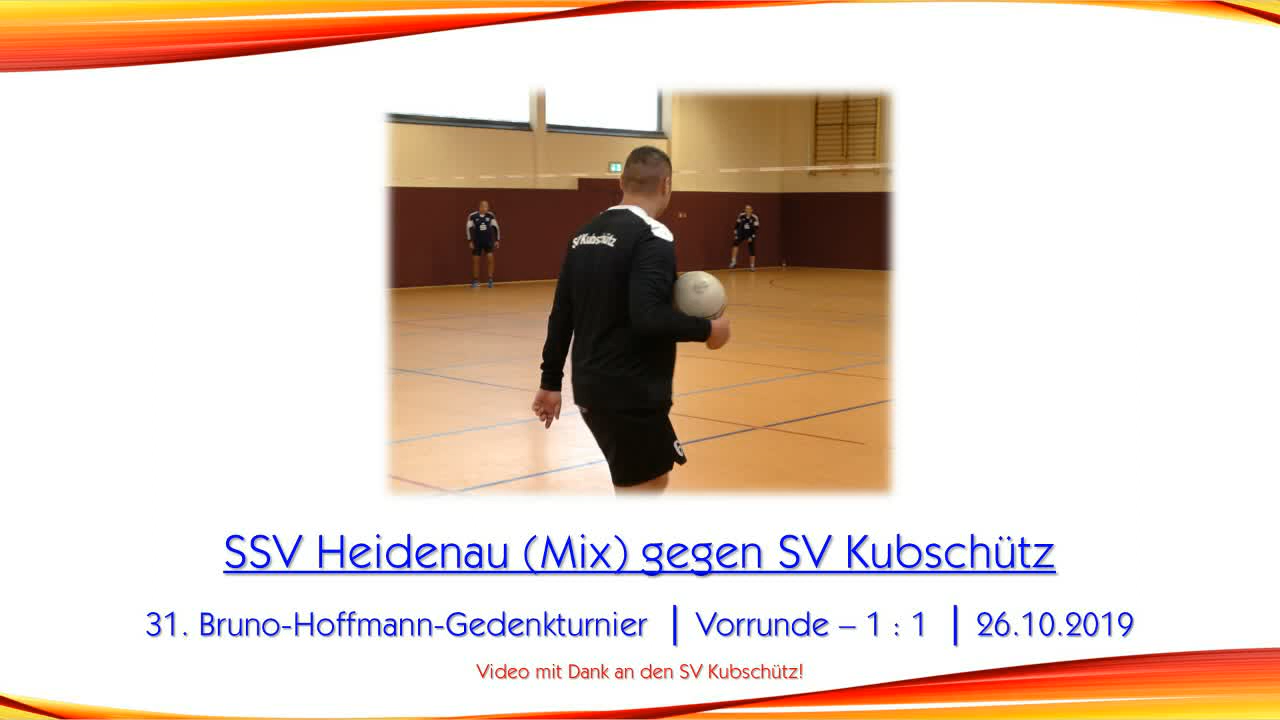 SV Kubschütz
SSV Heidenau (Mix) gegen SV Kubschütz
31. Bruno-Hoffmann-Gedenkturnier | Vorrunde – 1 : 1 | 26.10.2019
Video mit Dank an den SV Kubschütz!